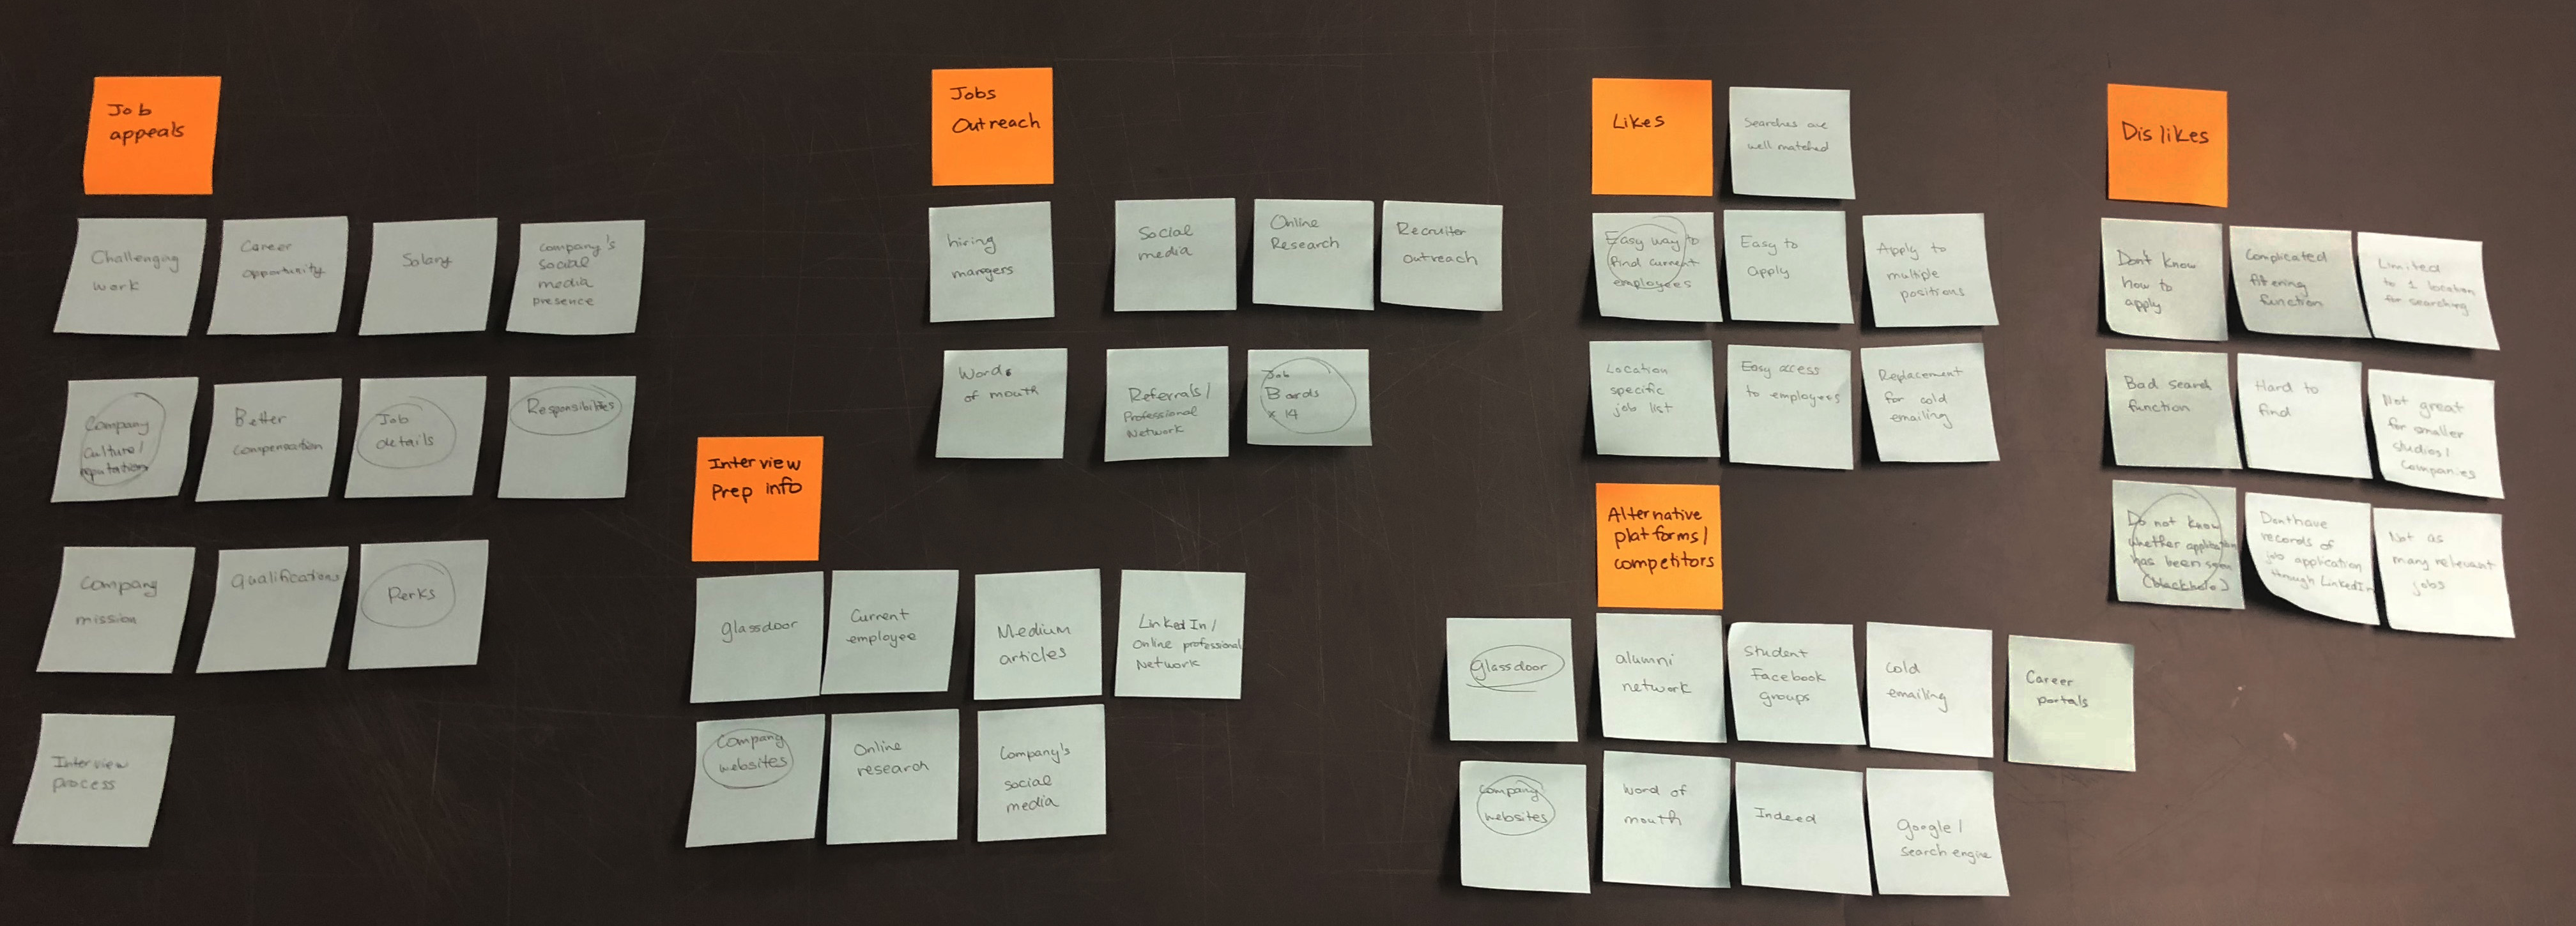 Job
appeals
Challenging
work
Career
opportunity
Salary
Company's
social
media
presence
Company
Culture/
reputation
Better
compensation
Job
details
Responsibilites
Company
mission
Qualifications
Perks
Interview
process
Interview
Prep info
glassdoor
Current
employee
Medium
articles
LinkedIn/
Online professional
Network
Company
websites
Online
research
Company's
social
media
Jobs
Outreach
hiring
managers
Social
media
Online
Research
Recruiter
outreach
Words
of mouth
Referrals/
Professional
Network
Job
Boards
x 14
Likes
Searches are
well matched
Easy way to
find current
employees
Easy to
apply
Apply to
multiple
positions
Location
specific
job list
Easy access
to employees
Replacement
for cold
emailing
Alternative
platforms/
competitors
glassdoor
alumni
network
Student
Facebook
groups
cold
emailing
Career
portals
Company
websites
Word of
mouth
Indeed
Google/
Search engine
Dislikes
Don't know
how to
apply
Complicated
filtering
function
Limited
to 1 location
for searching
Bad search
function
Hard to
find
Not great
for smaller
studios/
Companies
Do not know
whether application
has been seen
(blackhole)
Dont have
records of
job application
through LinkedIn
Not as
many relevant
jobs